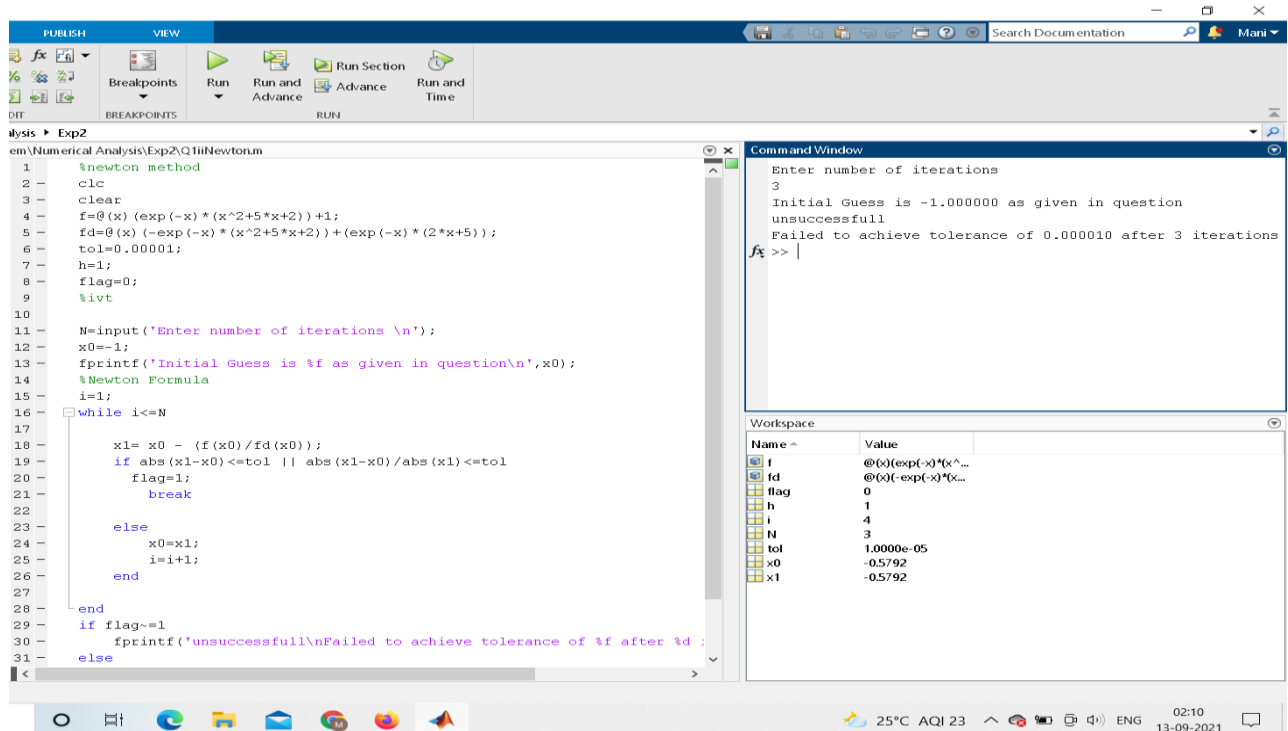 PUBLISH VIEW Search Documentation Mani
fx
Breakpoints Run Run and Advance Run Section Advance Run and Time
BREAKPOINTS RUN
alysis ▸ Exp2
em\Numerical Analysis\Exp2\Q1iiNewton.m
1 %newton method
2 – clc
3 – clear
4 – f=@(x)(exp(-x)*(x^2+5*x+2))+1;
5 – fd=@(x)(-exp(-x)*(x^2+5*x+2))+(exp(-x)*(2*x+5));
6 – tol=0.00001;
7 – h=1;
8 – flag=0;
9 %ivt
10
11 – N=input('Enter number of iterations \n');
12 – x0=-1;
13 – fprintf('Initial Guess is %f as given in question\n',x0);
14 %Newton Formula
15 – i=1;
16 – while i<=N
17
18 – x1= x0 - (f(x0)/fd(x0));
19 – if abs(x1-x0)<=tol || abs(x1-x0)/abs(x1)<=tol
20 – flag=1;
21 – break
22
23 – else
24 – x0=x1;
25 – i=i+1;
26 – end
27
28 – end
29 – if flag~=1
30 – fprintf('unsuccessfull\nFailed to achieve tolerance of %f after %d
31 – else
Command Window
Enter number of iterations
3
Initial Guess is -1.000000 as given in question
unsuccessfull
Failed to achieve tolerance of 0.000010 after 3 iterations
fx >>
Workspace
Name Value
f @(x)(exp(-x)*(x^...
fd @(x)(-exp(-x)*(x...
flag 0
h 1
i 4
N 3
tol 1.0000e-05
x0 -0.5792
x1 -0.5792
25°C AQI 23 ENG 02:10
13-09-2021